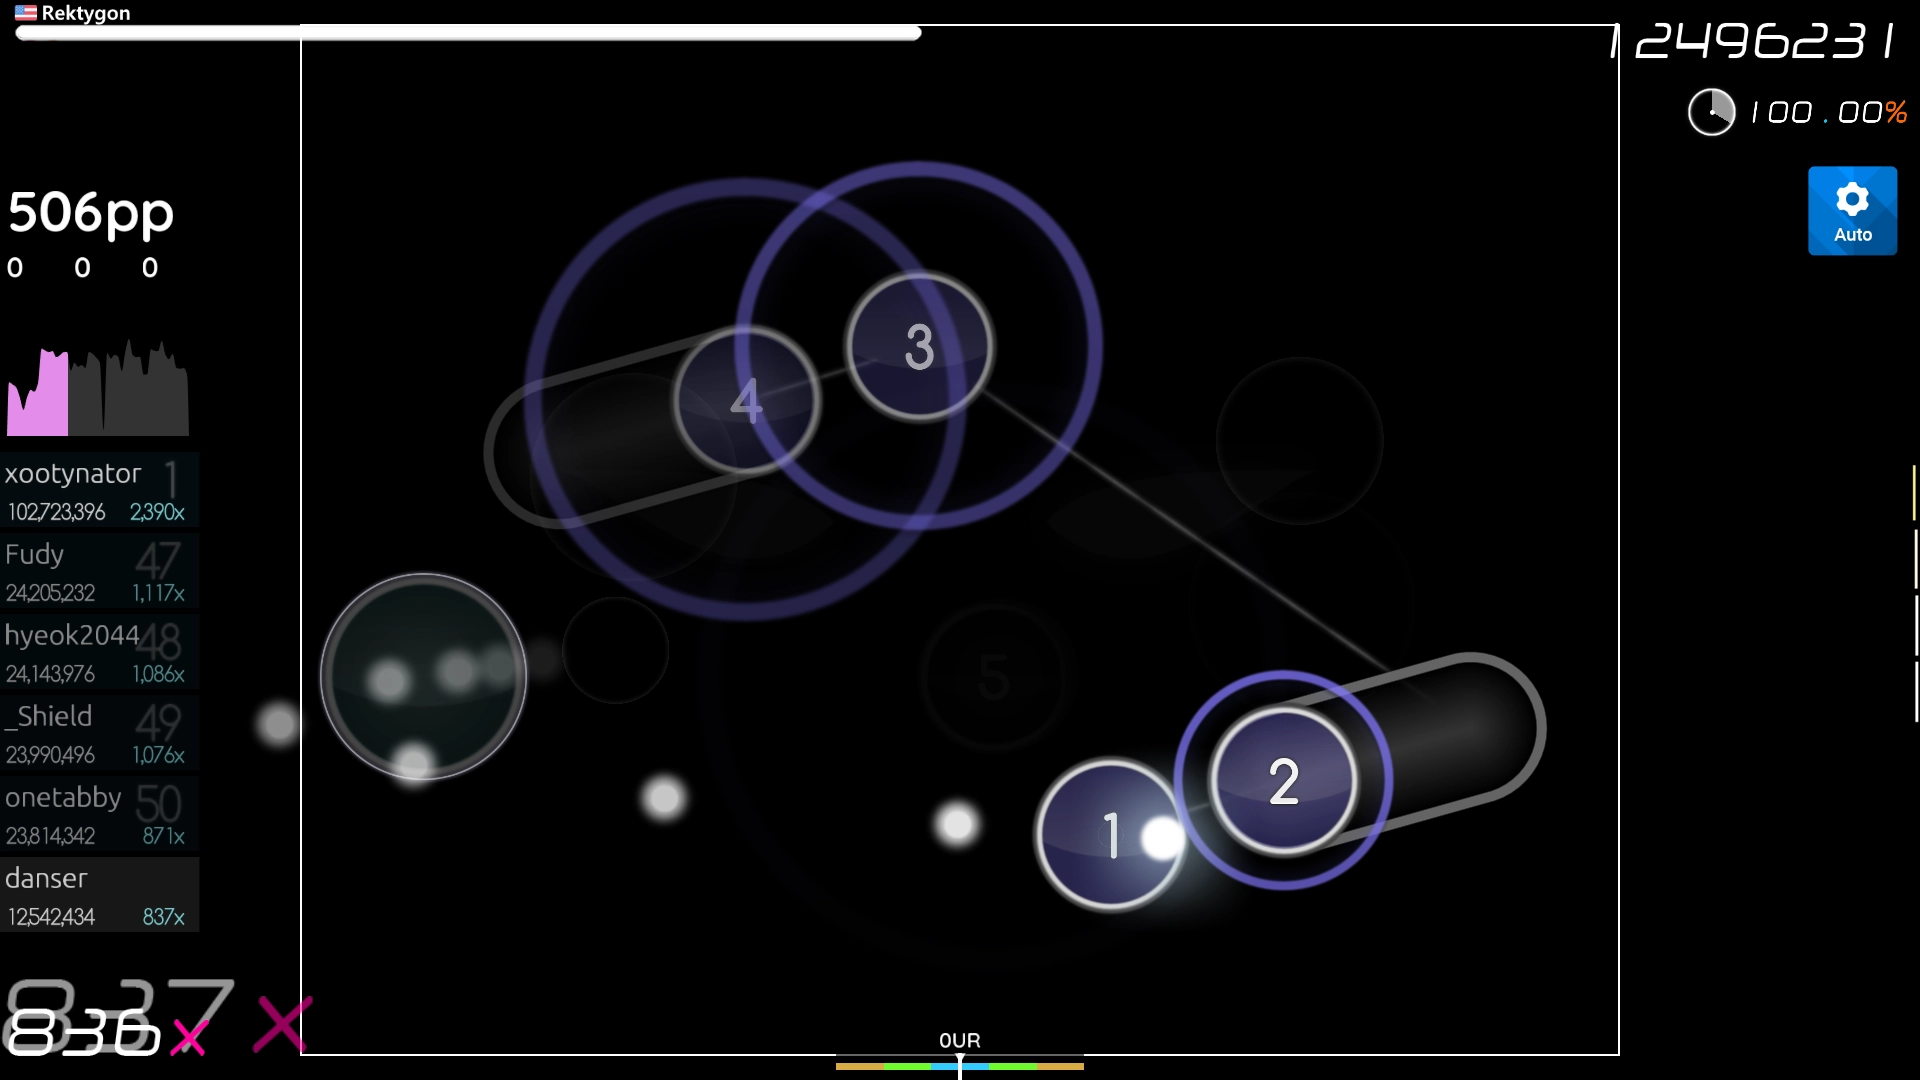 Rektygon
12496231
100.00%
Auto
506pp
0 0 0
xootynator 1
102,723,396 2,390x
Fudy 47
24,205,232 1,117x
hyeok2044 48
24,143,976 1,086x
_Shield 49
23,990,496 1,076x
onetabby 50
23,814,342 871x
danser
12,542,434 837x
3
4
5
2
1
837x
836x
0UR